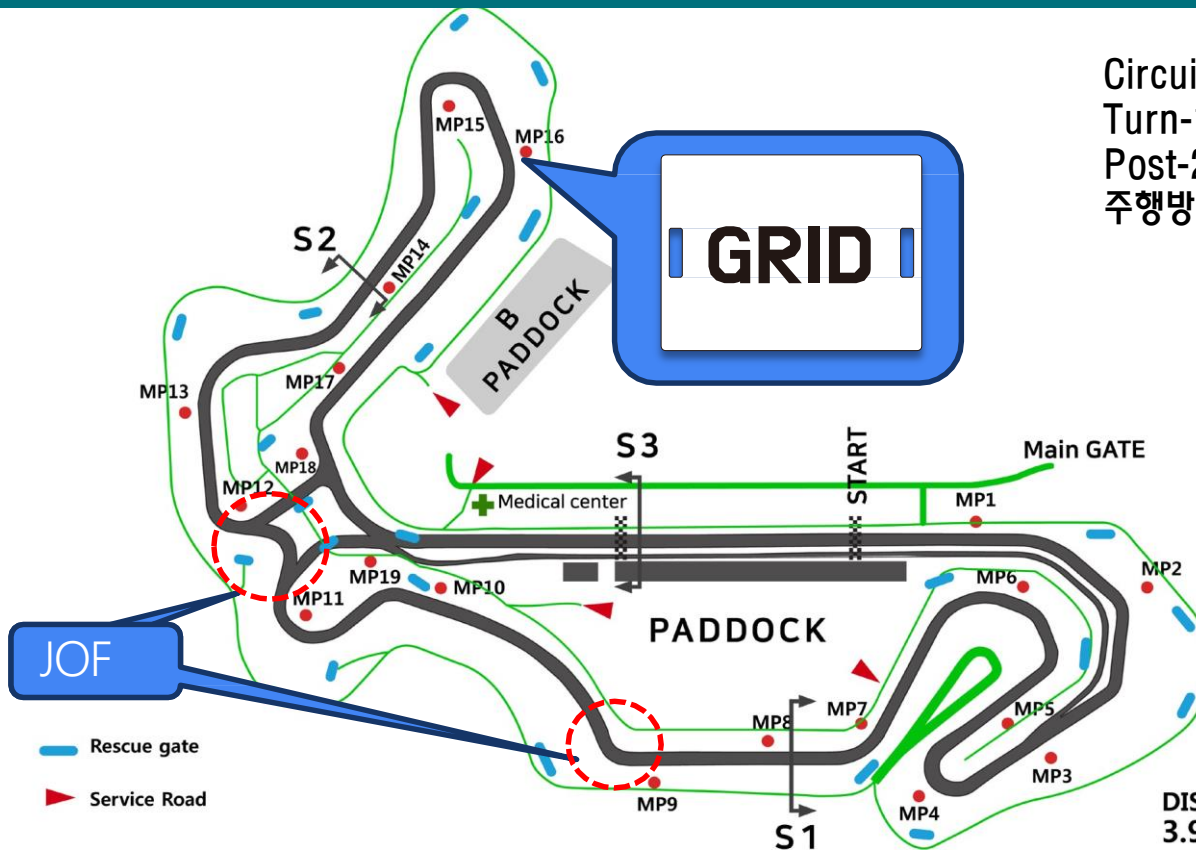 Circui
Turn-
Post-2
주행방
MP15
MP16
GRID
S2
MP14
B
PADDOCK
MP17
MP13
S3
START
Main GATE
MP18
Medical center
MP1
MP12
MP19
MP10
MP6
MP2
MP11
PADDOCK
JOF
MP8
MP7
MP5
Rescue gate
MP3
Service Road
MP9
MP4
DIS
3.9
S1